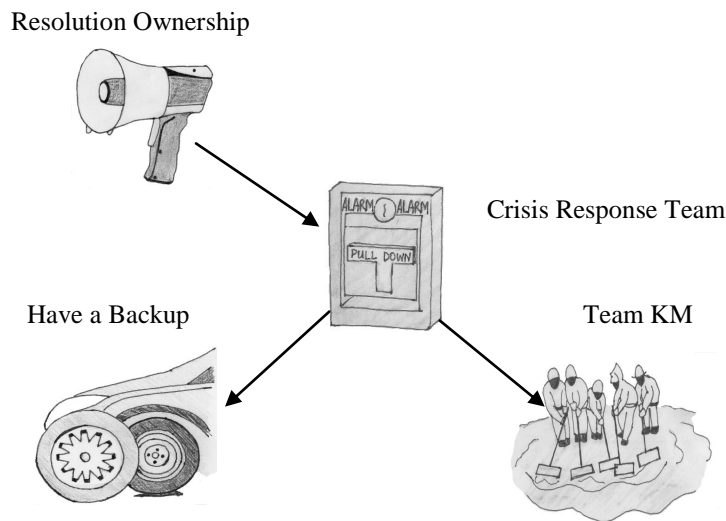 Resolution Ownership
ALARM ALARM
PULL DOWN
Crisis Response Team
Have a Backup
Team KM